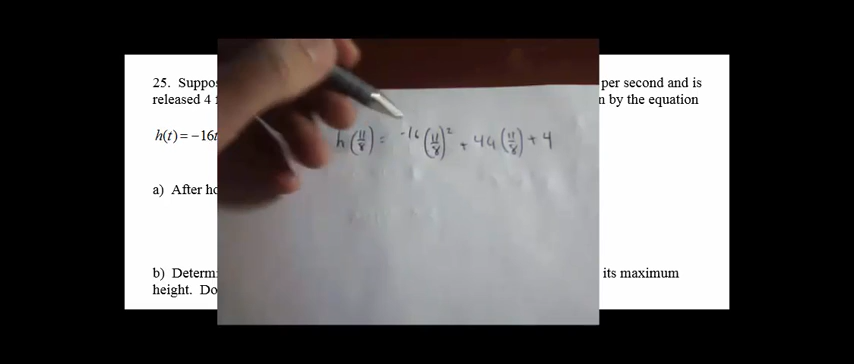 25. Suppo per second and is
released 4 n by the equation
h(t) = −16t
h(11/8) = -16(11/8)² + 44(11/8) + 4
a) After ho
b) Determ its maximum
height. Do